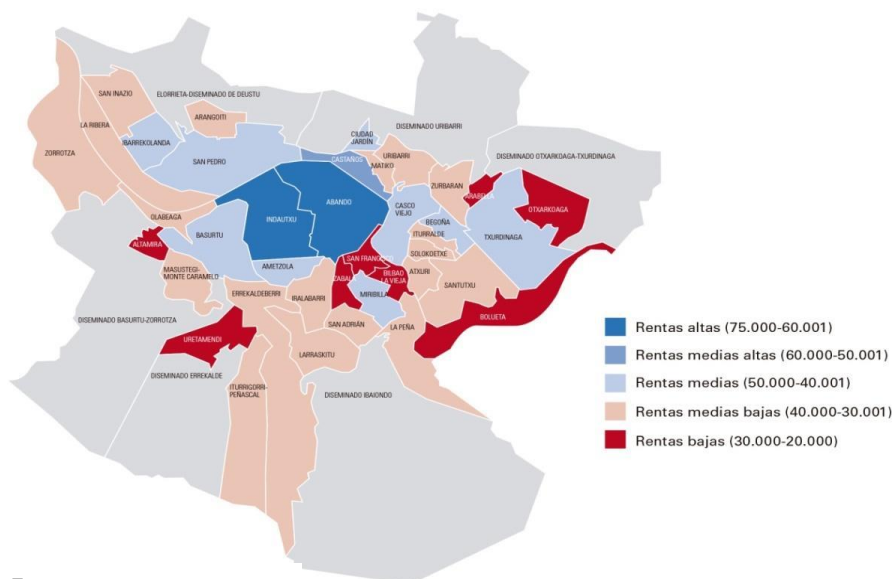 SAN INAZIO
ELORRIETA-DISEMINADO DE DEUSTU
LA RIBERA
ARANGOITI
ZORROTZA
IBARREKOLANDA
SAN PEDRO
CIUDAD
JARDÍN
DISEMINADO URIBARRI
CASTAÑOS
URIBARRI
MATIKO
DISEMINADO OTXARKOAGA-TXURDINAGA
ZURBARAN
ARABELLA
OTXARKOAGA
OLABEAGA
INDAUTXU
ABANDO
CASCO
VIEJO
BEGOÑA
ITURRALDE
TXURDINAGA
BASURTU
ALTAMIRA
SOLOKOETXE
AMETZOLA
SAN FRANCISCO
MASUSTEGI-
MONTE CARAMELO
ZABALA
BILBAO
LA VIEJA
ATXURI
SANTUTXU
ERREKALDEBERRI
IRALABARRI
MIRIBILLA
BOLUETA
DISEMINADO BASURTU-ZORROTZA
SAN ADRIÁN
LA PEÑA
URETAMENDI
LARRASKITU
DISEMINADO ERREKALDE
ITURRIGORRI-
PEÑASCAL
DISEMINADO IBAIONDO
Rentas altas (75.000-60.001)
Rentas medias altas (60.000-50.001)
Rentas medias (50.000-40.001)
Rentas medias bajas (40.000-30.001)
Rentas bajas (30.000-20.000)